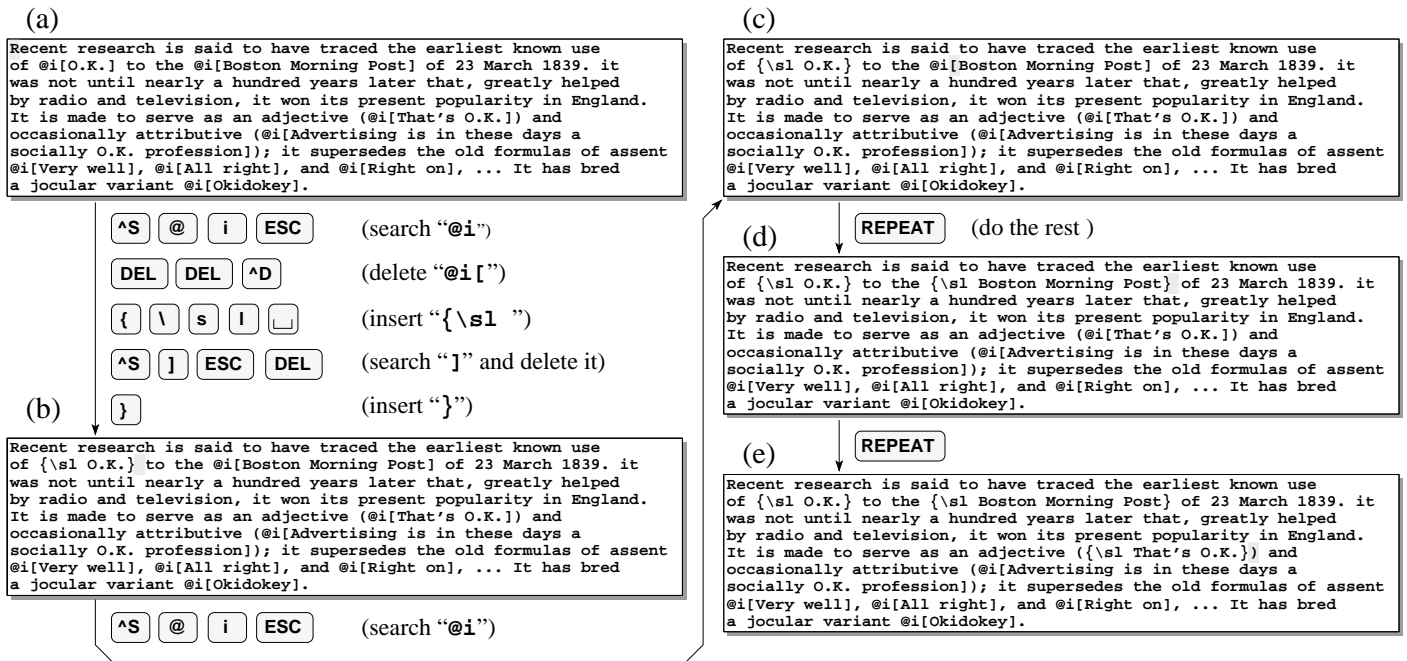 (a)
Recent research is said to have traced the earliest known use
of @i[O.K.] to the @i[Boston Morning Post] of 23 March 1839. it
was not until nearly a hundred years later that, greatly helped
by radio and television, it won its present popularity in England.
It is made to serve as an adjective (@i[That's O.K.]) and
occasionally attributive (@i[Advertising is in these days a
socially O.K. profession]); it supersedes the old formulas of assent
@i[Very well], @i[All right], and @i[Right on], ... It has bred
a jocular variant @i[Okidokey].
^S @ i ESC (search “@i”)
DEL DEL ^D (delete “@i[”)
{ \ s l ⎵ (insert “{\sl ”)
^S ] ESC DEL (search “]” and delete it)
} (insert “}”)
(b)
Recent research is said to have traced the earliest known use
of {\sl O.K.} to the @i[Boston Morning Post] of 23 March 1839. it
was not until nearly a hundred years later that, greatly helped
by radio and television, it won its present popularity in England.
It is made to serve as an adjective (@i[That's O.K.]) and
occasionally attributive (@i[Advertising is in these days a
socially O.K. profession]); it supersedes the old formulas of assent
@i[Very well], @i[All right], and @i[Right on], ... It has bred
a jocular variant @i[Okidokey].
^S @ i ESC (search “@i”)
(c)
Recent research is said to have traced the earliest known use
of {\sl O.K.} to the @i[Boston Morning Post] of 23 March 1839. it
was not until nearly a hundred years later that, greatly helped
by radio and television, it won its present popularity in England.
It is made to serve as an adjective (@i[That's O.K.]) and
occasionally attributive (@i[Advertising is in these days a
socially O.K. profession]); it supersedes the old formulas of assent
@i[Very well], @i[All right], and @i[Right on], ... It has bred
a jocular variant @i[Okidokey].
REPEAT (do the rest )
(d)
Recent research is said to have traced the earliest known use
of {\sl O.K.} to the {\sl Boston Morning Post} of 23 March 1839. it
was not until nearly a hundred years later that, greatly helped
by radio and television, it won its present popularity in England.
It is made to serve as an adjective (@i[That's O.K.]) and
occasionally attributive (@i[Advertising is in these days a
socially O.K. profession]); it supersedes the old formulas of assent
@i[Very well], @i[All right], and @i[Right on], ... It has bred
a jocular variant @i[Okidokey].
REPEAT
(e)
Recent research is said to have traced the earliest known use
of {\sl O.K.} to the {\sl Boston Morning Post} of 23 March 1839. it
was not until nearly a hundred years later that, greatly helped
by radio and television, it won its present popularity in England.
It is made to serve as an adjective ({\sl That's O.K.}) and
occasionally attributive (@i[Advertising is in these days a
socially O.K. profession]); it supersedes the old formulas of assent
@i[Very well], @i[All right], and @i[Right on], ... It has bred
a jocular variant @i[Okidokey].